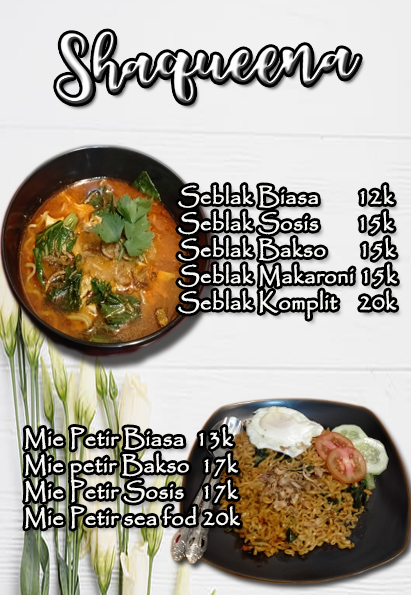 Shaqueena
Seblak Biasa 12k
Seblak Sosis 15k
Seblak Bakso 15k
Seblak Makaroni 15k
Seblak Komplit 20k
Mie Petir Biasa 13k
Mie petir Bakso 17k
Mie Petir Sosis 17k
Mie Petir sea fod 20k